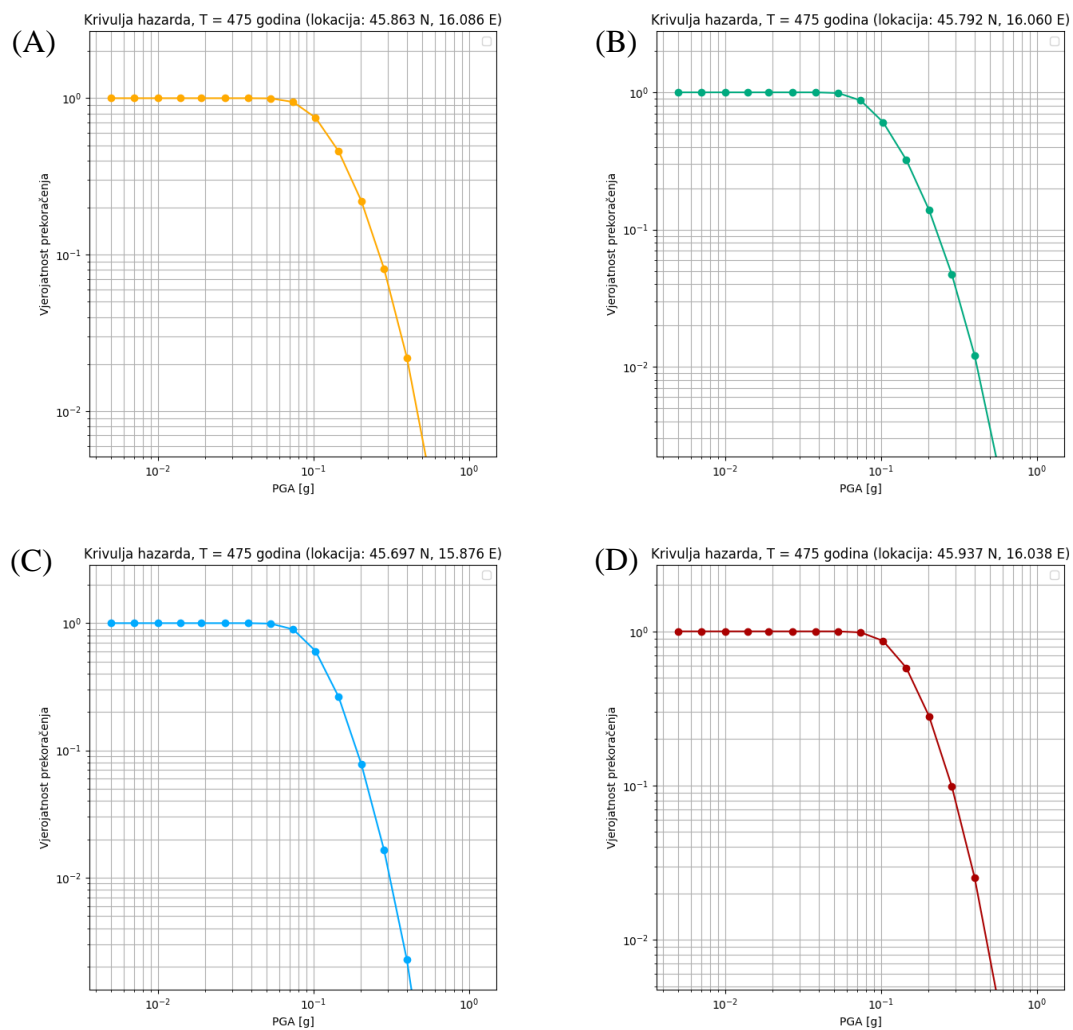 (A)
Krivulja hazarda, T = 475 godina (lokacija: 45.863 N, 16.086 E)
10⁰
10⁻¹
10⁻²
Vjerojatnost prekoračenja
10⁻² 10⁻¹ 10⁰
PGA [g]
(B)
Krivulja hazarda, T = 475 godina (lokacija: 45.792 N, 16.060 E)
10⁰
10⁻¹
10⁻²
Vjerojatnost prekoračenja
10⁻² 10⁻¹ 10⁰
PGA [g]
(C)
Krivulja hazarda, T = 475 godina (lokacija: 45.697 N, 15.876 E)
10⁰
10⁻¹
10⁻²
Vjerojatnost prekoračenja
10⁻² 10⁻¹ 10⁰
PGA [g]
(D)
Krivulja hazarda, T = 475 godina (lokacija: 45.937 N, 16.038 E)
10⁰
10⁻¹
10⁻²
Vjerojatnost prekoračenja
10⁻² 10⁻¹ 10⁰
PGA [g]